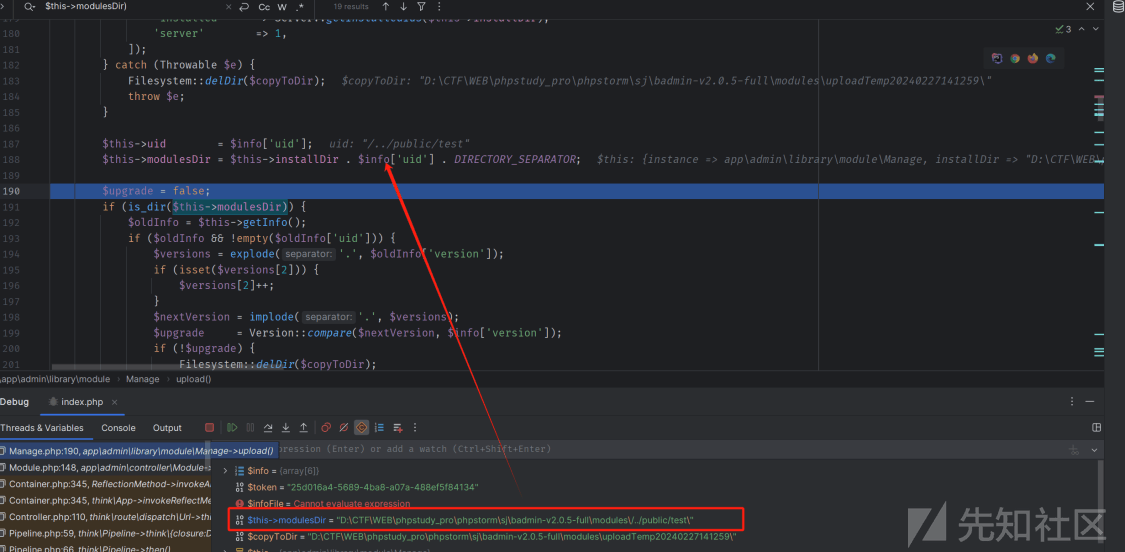 $this->modulesDir)
Cc W .* 19 results
180 'server' => 1,
3
181 ]);
182 } catch (Throwable $e) {
183 Filesystem::delDir($copyToDir); $copyToDir: "D:\CTF\WEB\phpstudy_pro\phpstorm\sj\badmin-v2.0.5-full\modules\uploadTemp20240227141259\"
184 throw $e;
185 }
186
187 $this->uid = $info['uid']; uid: "/../public/test"
188 $this->modulesDir = $this->installDir . $info['uid'] . DIRECTORY_SEPARATOR; $this: {instance => app\admin\library\module\Manage, installDir => "D:\CTF\WEB\
189
190 $upgrade = false;
191 if (is_dir($this->modulesDir)) {
192 $oldInfo = $this->getInfo();
193 if ($oldInfo && !empty($oldInfo['uid'])) {
194 $versions = explode( separator: '.', $oldInfo['version']);
195 if (isset($versions[2])) {
196 $versions[2]++;
197 }
198 $nextVersion = implode( separator: '.', $versions);
199 $upgrade = Version::compare($nextVersion, $info['version']);
200 if (!$upgrade) {
201 Filesystem::delDir($copyToDir);
\app\admin\library\module › Manage › upload()
Debug index.php
Threads & Variables Console Output
Manage.php:190, app\admin\library\module\Manage->upload()
pression (Enter) or add a watch (Ctrl+Shift+Enter)
Module.php:148, app\admin\controller\Module-
$info = {array[6]}
Container.php:345, ReflectionMethod->invokeA
$token = "25d016a4-5689-4ba8-a07a-488ef5f84134"
Container.php:345, think\App->invokeReflectMe
$infoFile = Cannot evaluate expression
Controller.php:110, think\route\dispatch\Url->th
$this->modulesDir = "D:\CTF\WEB\phpstudy_pro\phpstorm\sj\badmin-v2.0.5-full\modules\/../public/test\"
Pipeline.php:59, think\Pipeline->think\{closure:D
$copyToDir = "D:\CTF\WEB\phpstudy_pro\phpstorm\sj\badmin-v2.0.5-full\modules\uploadTemp20240227141259\"
Pipeline.php:66, think\Pipeline->then()
先知社区